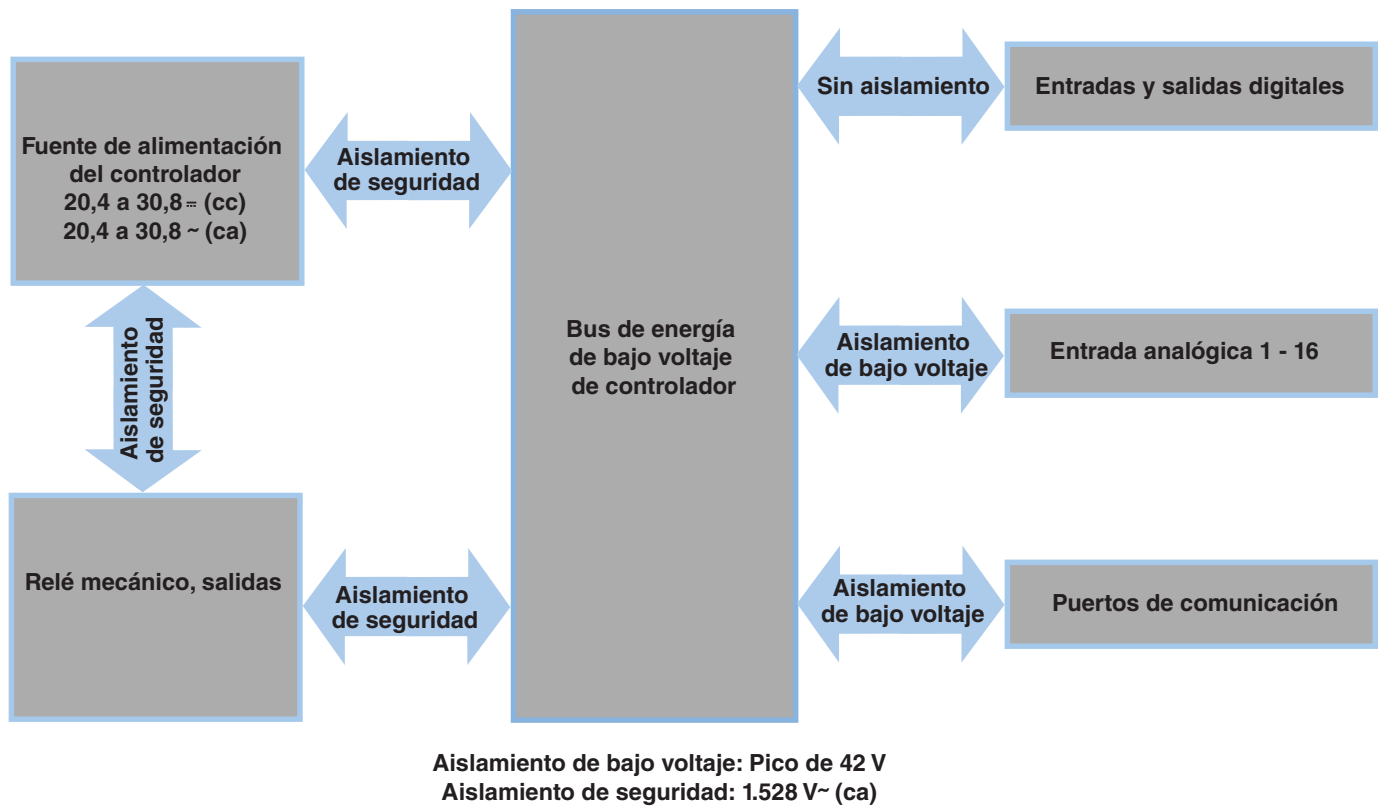 Fuente de alimentación
del controlador
20,4 a 30,8 ⎓ (cc)
20,4 a 30,8 ~ (ca)
Aislamiento
de seguridad
Aislamiento
de seguridad
Relé mecánico, salidas
Aislamiento
de seguridad
Bus de energía
de bajo voltaje
de controlador
Sin aislamiento
Entradas y salidas digitales
Aislamiento
de bajo voltaje
Entrada analógica 1 - 16
Aislamiento
de bajo voltaje
Puertos de comunicación
Aislamiento de bajo voltaje: Pico de 42 V
Aislamiento de seguridad: 1.528 V~ (ca)